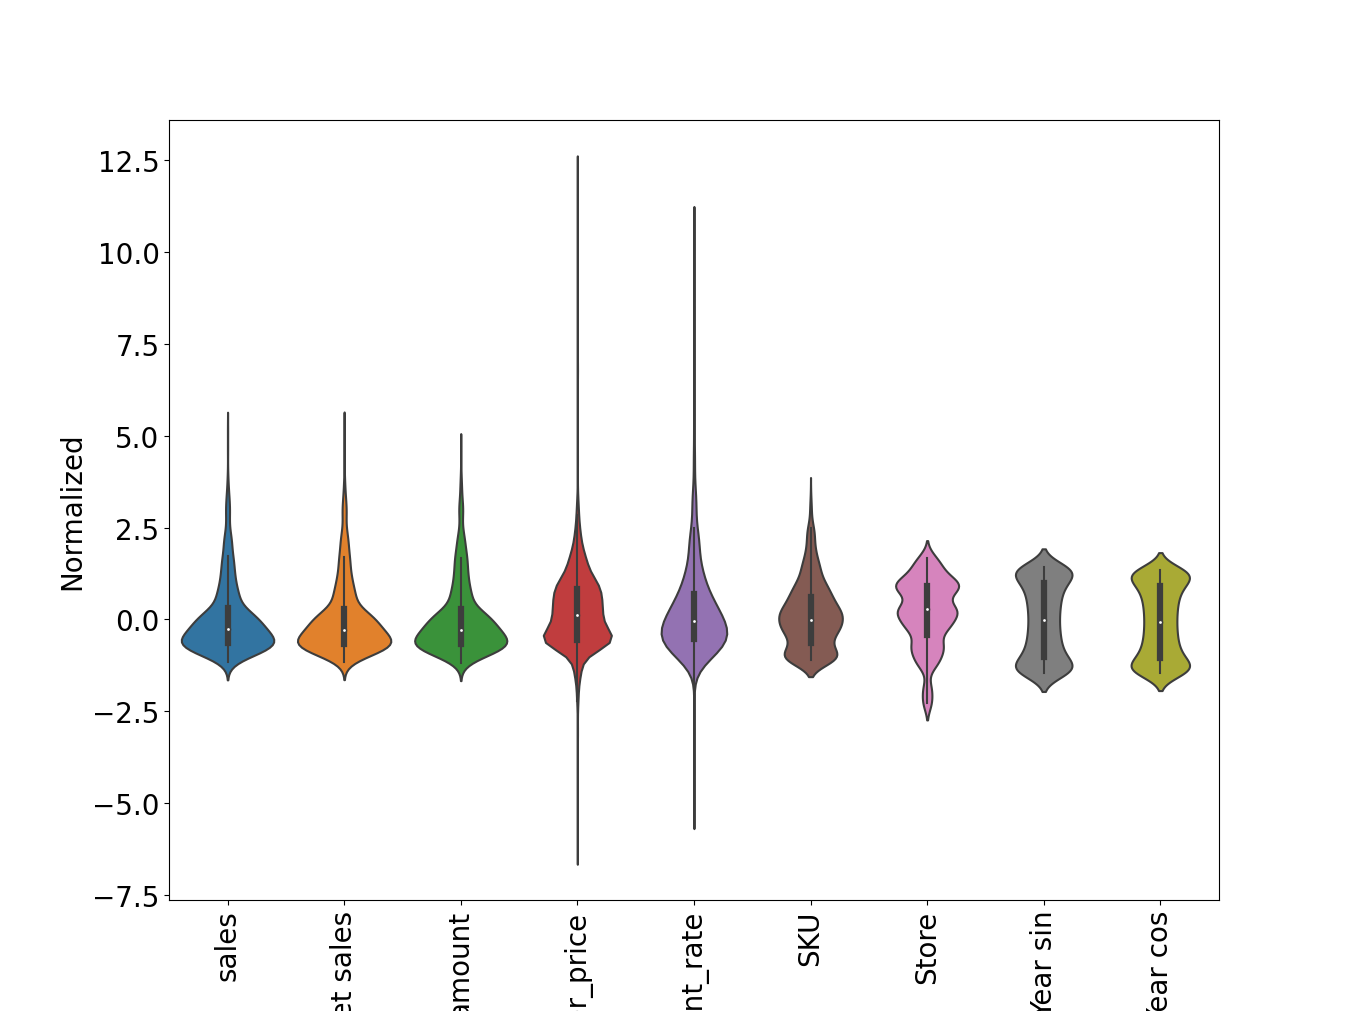 12.5
10.0
7.5
5.0
2.5
0.0
−2.5
−5.0
−7.5
Normalized
sales
et sales
amount
r_price
nt_rate
SKU
Store
Year sin
Year cos